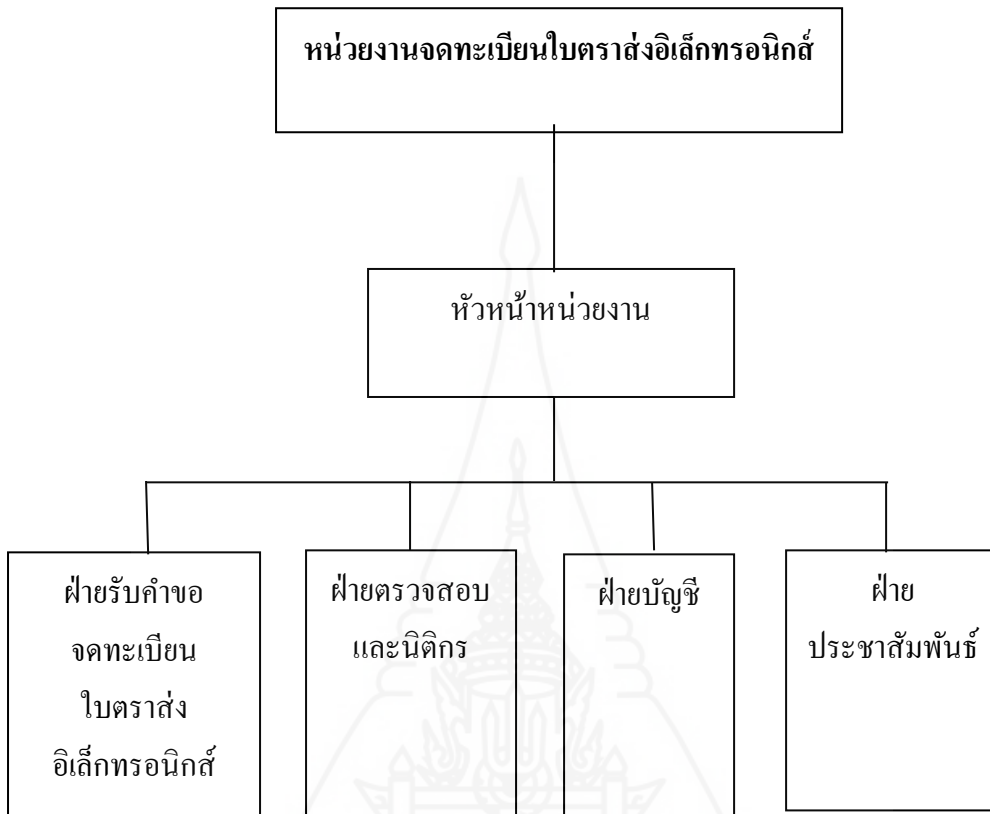 หน่วยงานจดทะเบียนใบตราส่งอิเล็กทรอนิกส์
หัวหน้าหน่วยงาน
ฝ่ายรับคำขอ
จดทะเบียน
ใบตราส่ง
อิเล็กทรอนิกส์
ฝ่ายตรวจสอบ
และนิติกร
ฝ่ายบัญชี
ฝ่าย
ประชาสัมพันธ์